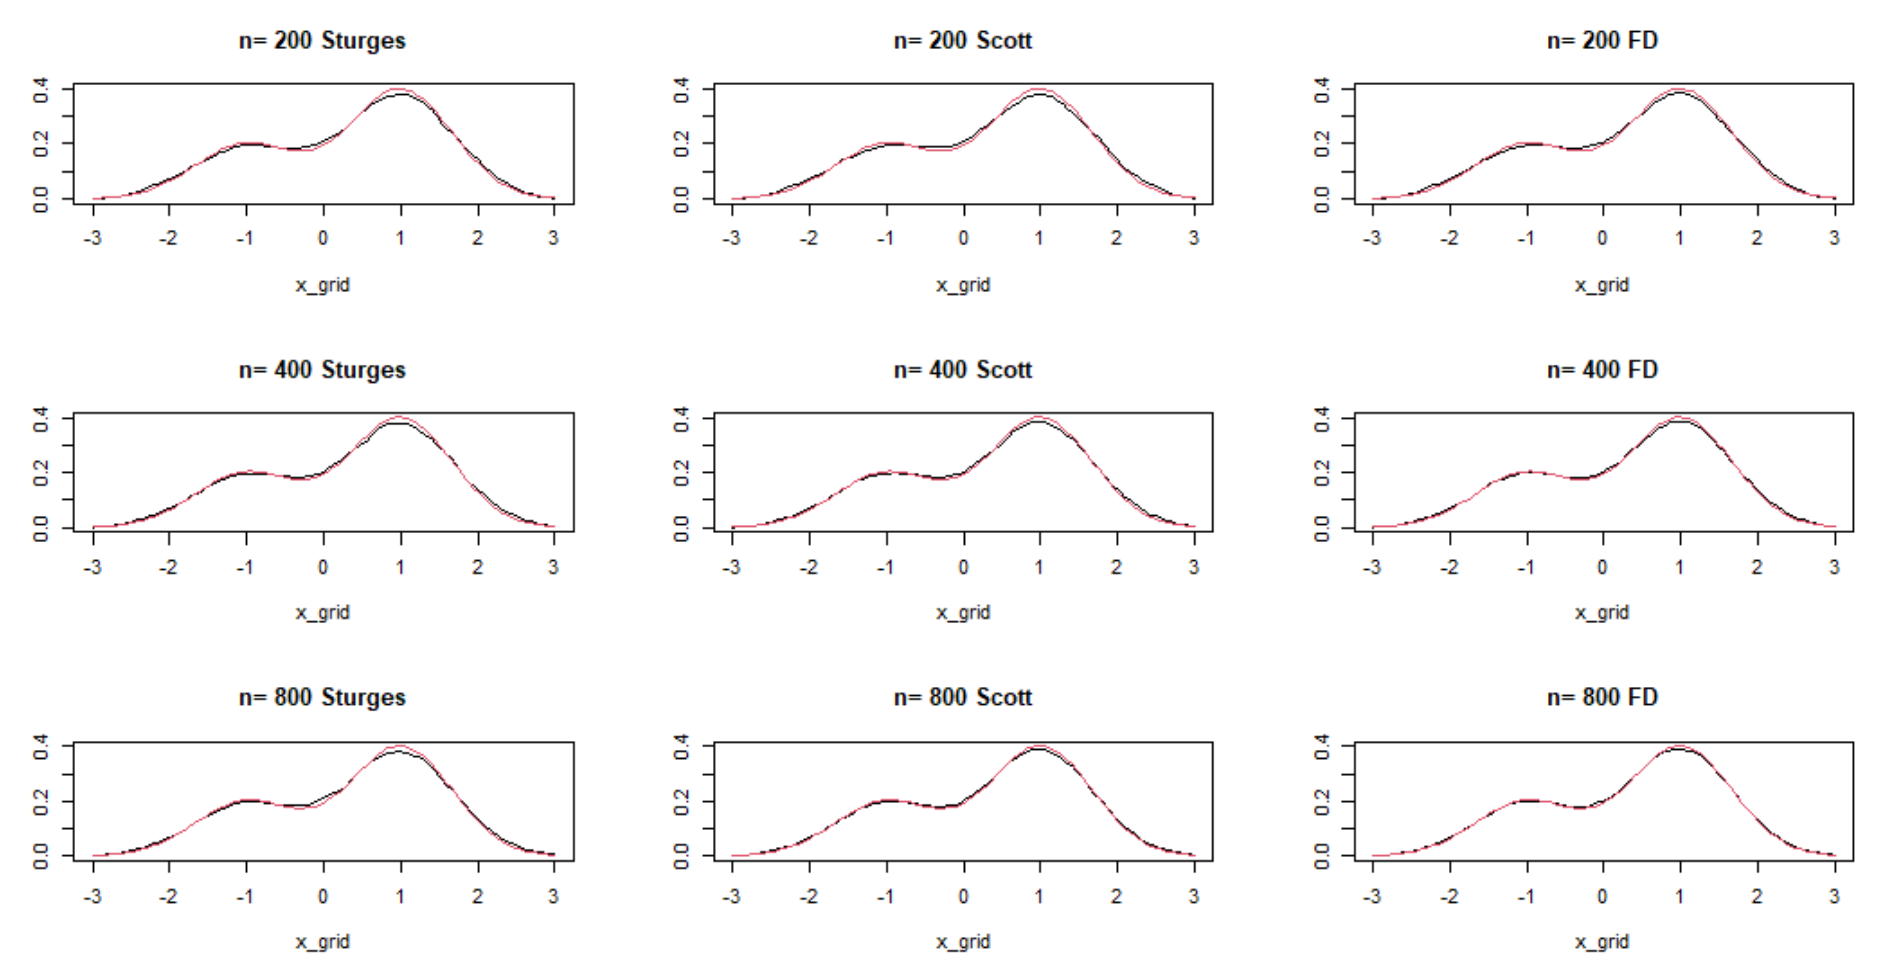 n= 200 Sturges
n= 200 Scott
n= 200 FD
0.4
0.2
0.0
-3 -2 -1 0 1 2 3
x_grid
0.4
0.2
0.0
-3 -2 -1 0 1 2 3
x_grid
0.4
0.2
0.0
-3 -2 -1 0 1 2 3
x_grid
n= 400 Sturges
n= 400 Scott
n= 400 FD
0.4
0.2
0.0
-3 -2 -1 0 1 2 3
x_grid
0.4
0.2
0.0
-3 -2 -1 0 1 2 3
x_grid
0.4
0.2
0.0
-3 -2 -1 0 1 2 3
x_grid
n= 800 Sturges
n= 800 Scott
n= 800 FD
0.4
0.2
0.0
-3 -2 -1 0 1 2 3
x_grid
0.4
0.2
0.0
-3 -2 -1 0 1 2 3
x_grid
0.4
0.2
0.0
-3 -2 -1 0 1 2 3
x_grid